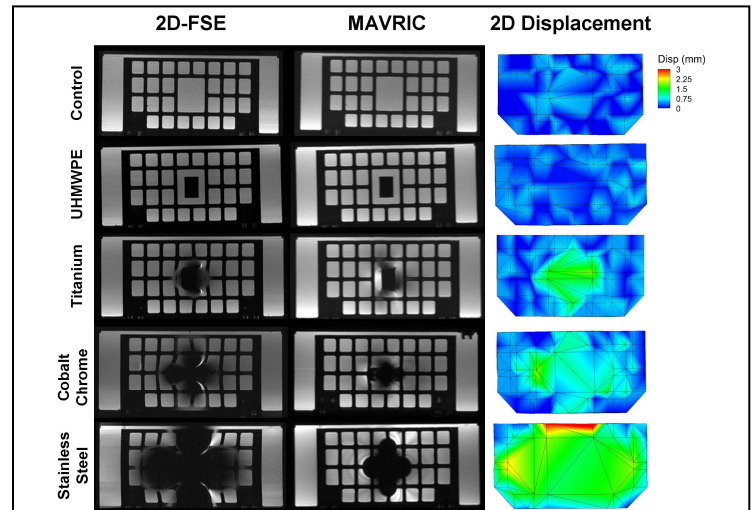 2D-FSE MAVRIC 2D Displacement
Disp (mm)
3
2.25
1.5
0.75
0
Control
UHMWPE
Titanium
Cobalt
Chrome
Stainless
Steel